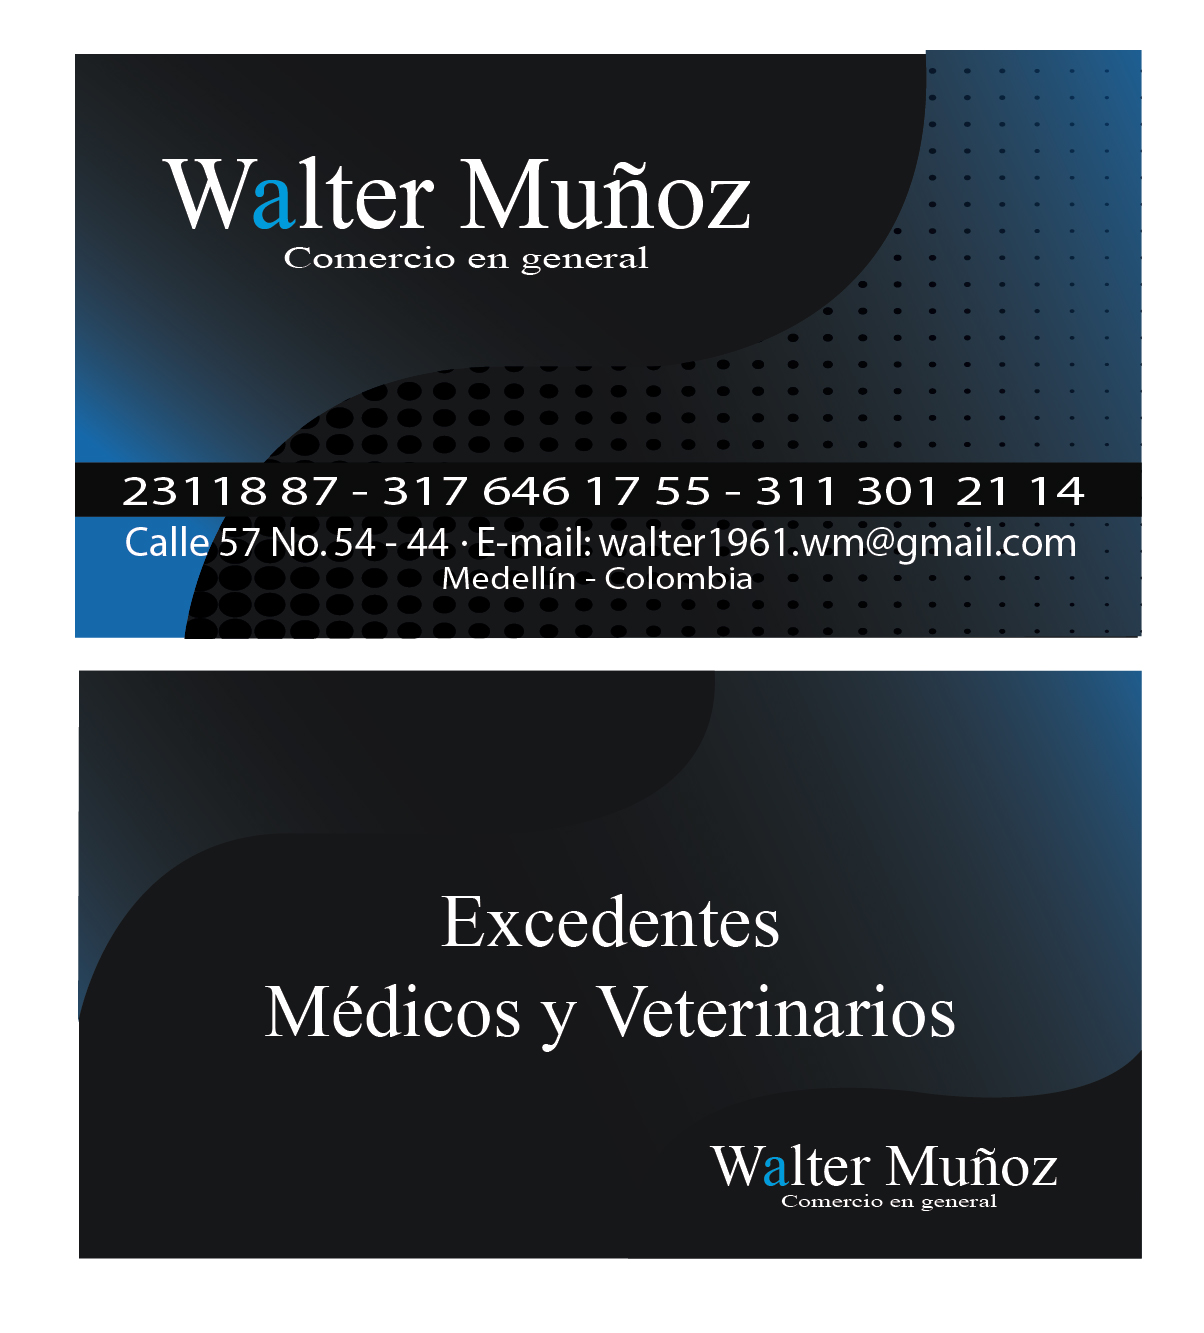 Walter Muñoz
Comercio en general
23118 87 - 317 646 17 55 - 311 301 21 14
Calle 57 No. 54 - 44 · E-mail: walter1961.wm@gmail.com
Medellín - Colombia
Excedentes
Médicos y Veterinarios
Walter Muñoz
Comercio en general